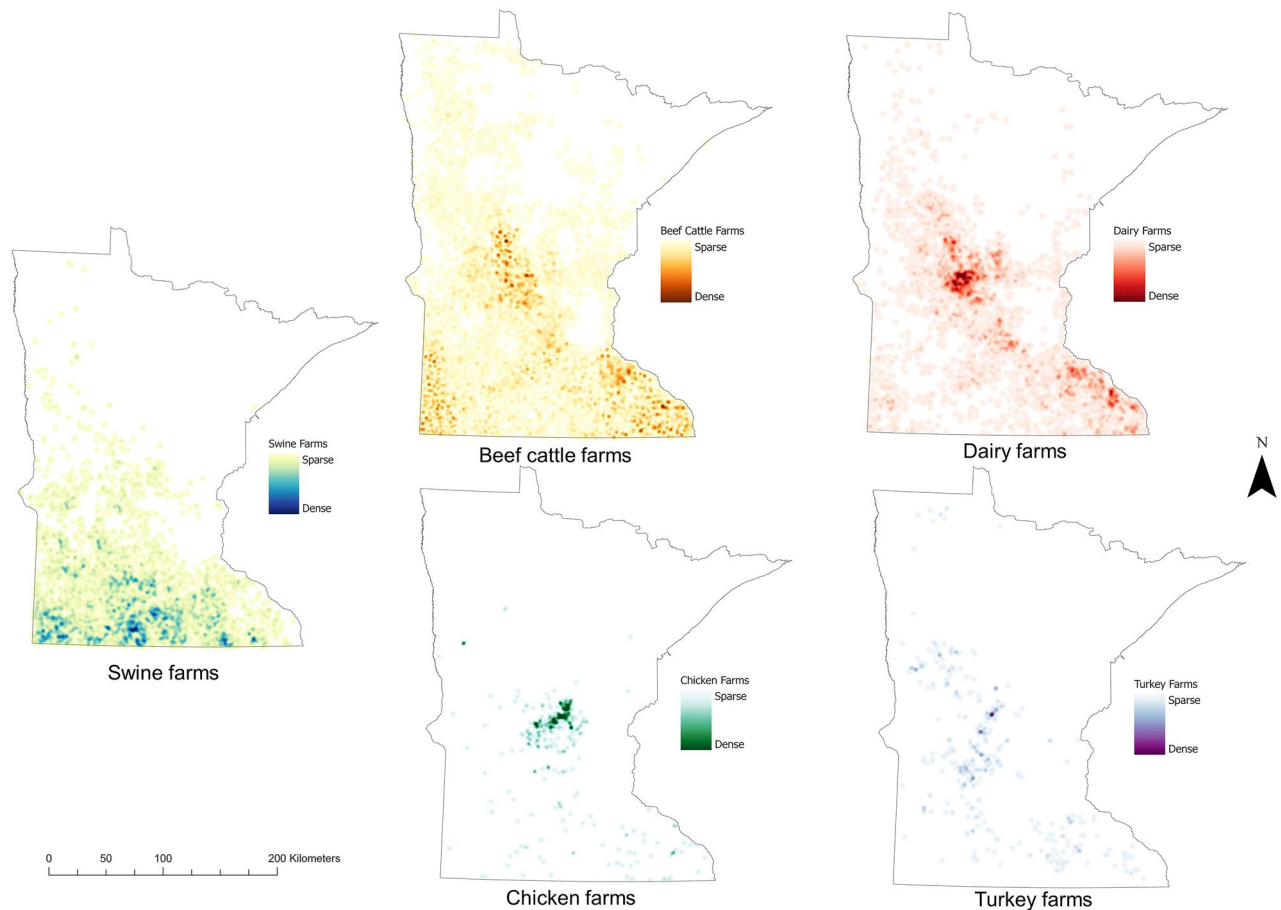 Beef Cattle Farms
Sparse
Dense
Beef cattle farms
Dairy Farms
Sparse
Dense
Dairy farms
Swine Farms
Sparse
Dense
Swine farms
N
Chicken Farms
Sparse
Dense
Chicken farms
Turkey Farms
Sparse
Dense
Turkey farms
0 50 100 200 Kilometers